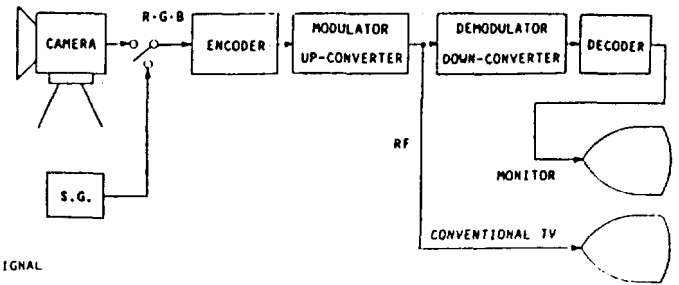 R·G·B
CAMERA
ENCODER
MODULATOR
UP-CONVERTER
DEMODULATOR
DOWN-CONVERTER
DECODER
RF
MONITOR
S.G.
CONVENTIONAL TV
IGNAL